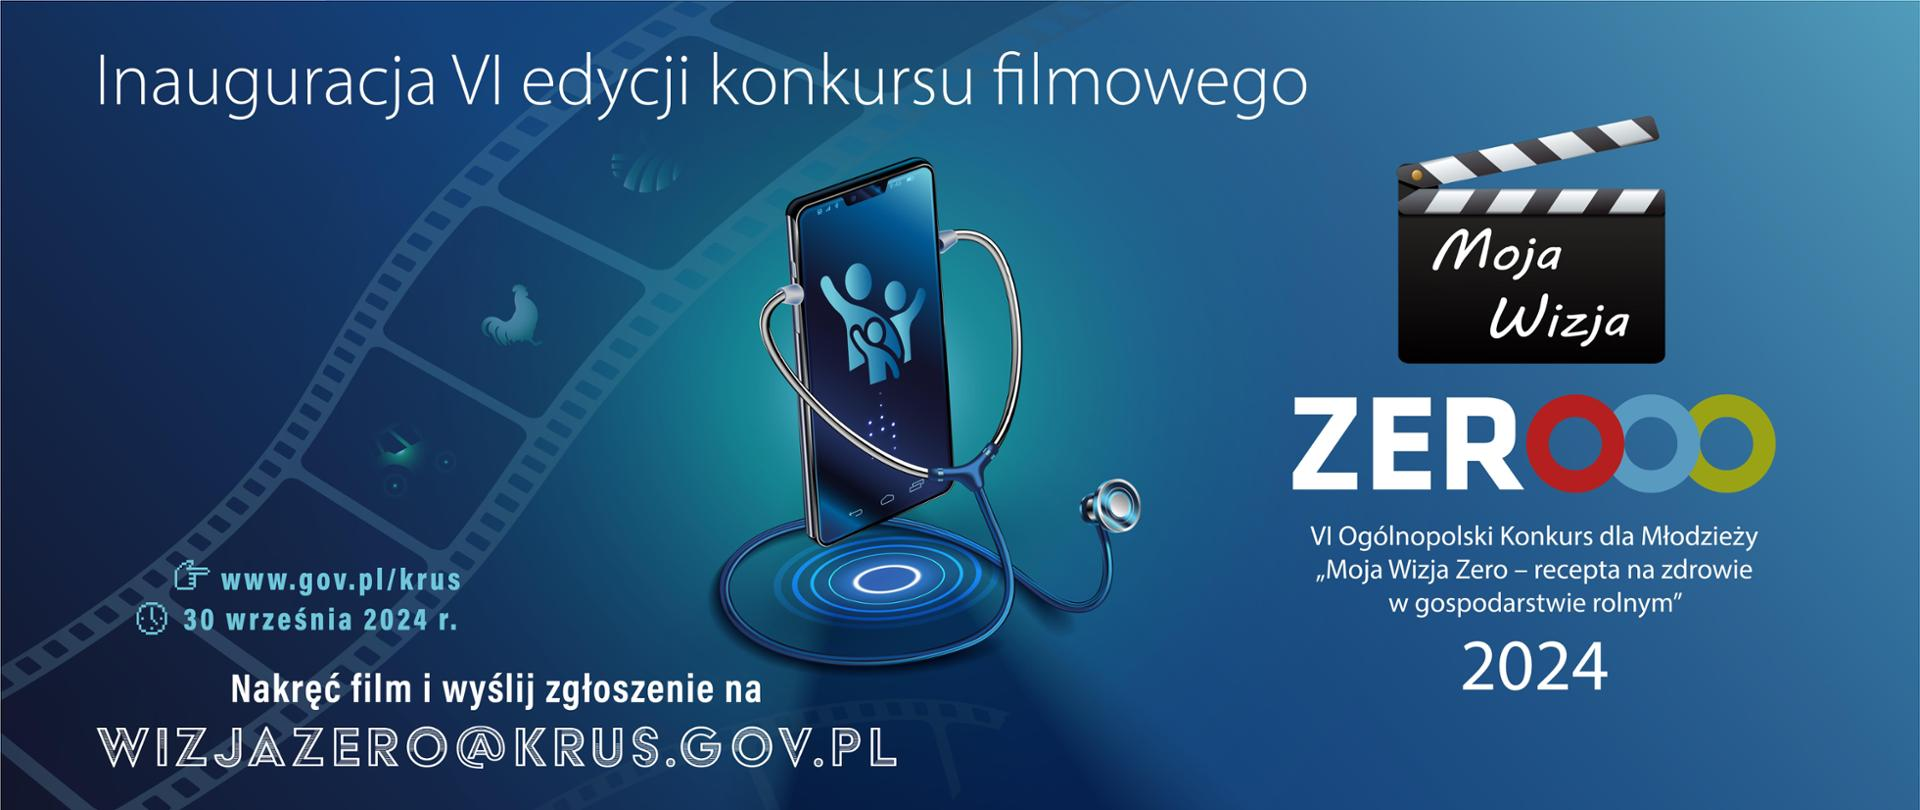 Inauguracja VI edycji konkursu filmowego
Moja
Wizja
ZEROOO
VI Ogólnopolski Konkurs dla Młodzieży
„Moja Wizja Zero – recepta na zdrowie
w gospodarstwie rolnym”
2024
www.gov.pl/krus
30 września 2024 r.
Nakręć film i wyślij zgłoszenie na
WIZJAZERO@KRUS.GOV.PL